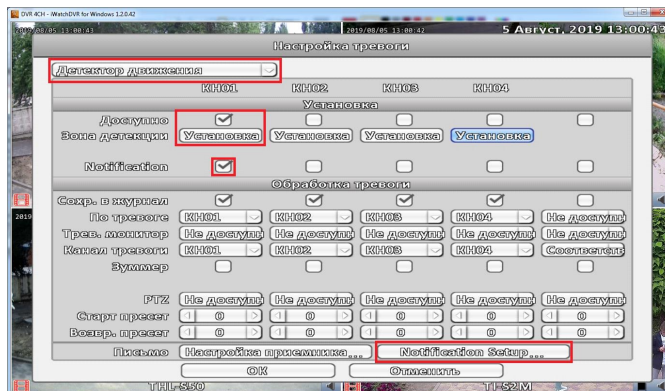 DVR 4CH - iWatchDVR for Windows 1.2.0.42
2019/08/05 13:00:43 2019/08/05 13:00:42 5 Август, 2019 13:00:43
Настройка тревоги
Детектор движения
КН01 КН02 КН03 КН04
Установка
Доступно
Зона детекции Установка Установка Установка Установка
Notification
Обработка тревоги
Сохр. в журнал
По тревоге КН01 КН02 КН03 КН04 Не доступн
Трев. монитор Не доступн Не доступн Не доступн Не доступн Не доступн
Канал тревоги КН01 КН02 КН03 КН04 Соответств
Зуммер
PTZ Не доступн Не доступн Не доступн Не доступн Не доступн
Старт пресет 0 0 0 0 0
Возвр. пресет 0 0 0 0 0
Письмо Настройка приемника... Notification Setup...
ОК Отменить
THL-S50 TI-S2M